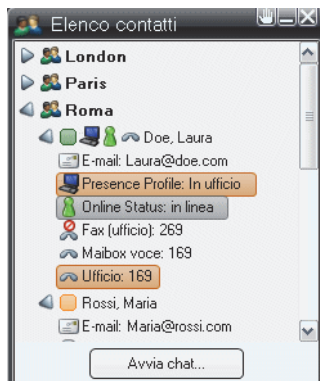 Elenco contatti
London
Paris
Roma
Doe, Laura
E-mail: Laura@doe.com
Presence Profile: In ufficio
Online Status: in linea
Fax (ufficio): 269
Maibox voce: 169
Ufficio: 169
Rossi, Maria
E-mail: Maria@rossi.com
Avvia chat...